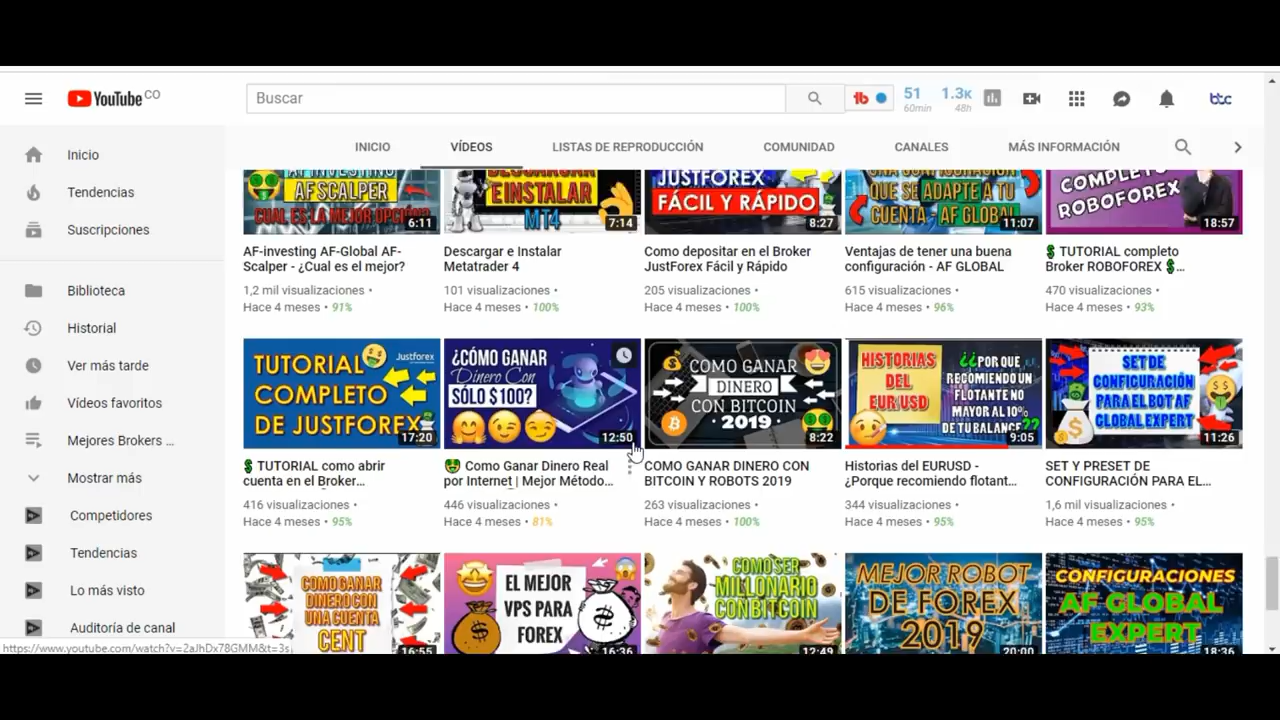 YouTube CO
Buscar
51
60min
1.3K
48h
btc
INICIO
VÍDEOS
LISTAS DE REPRODUCCIÓN
COMUNIDAD
CANALES
MÁS INFORMACIÓN
Inicio
Tendencias
Suscripciones
Biblioteca
Historial
Ver más tarde
Vídeos favoritos
Mejores Brokers ...
Mostrar más
Competidores
Tendencias
Lo más visto
Auditoría de canal
AF INVESTING
AF SCALPER
CUAL ES LA MEJOR OPCI
6:11
AF-investing AF-Global AF-
Scalper - ¿Cual es el mejor?
1,2 mil visualizaciones •
Hace 4 meses • 91%
DESCARGAR
E INSTALAR
MT4
7:14
Descargar e Instalar
Metatrader 4
101 visualizaciones •
Hace 4 meses • 100%
JUSTFOREX
FÁCIL Y RÁPIDO
8:27
Como depositar en el Broker
JustForex Fácil y Rápido
205 visualizaciones •
Hace 4 meses • 100%
UNA CONFIGURACIÓN
QUE SE ADAPTE A TU
CUENTA - AF GLOBAL
11:07
Ventajas de tener una buena
configuración - AF GLOBAL
615 visualizaciones •
Hace 4 meses • 96%
COMPLETO
ROBOFOREX
18:57
$ TUTORIAL completo
Broker ROBOFOREX $...
470 visualizaciones •
Hace 4 meses • 93%
TUTORIAL
COMPLETO
DE JUSTFOREX
Justforex
17:20
$ TUTORIAL como abrir
cuenta en el Broker...
416 visualizaciones •
Hace 4 meses • 95%
¿CÓMO GANAR
Dinero Con
SÓLO $100?
12:50
Como Ganar Dinero Real
por Internet | Mejor Método...
446 visualizaciones •
Hace 4 meses • 81%
COMO GANAR
DINERO
CON BITCOIN
• 2019 •
8:22
COMO GANAR DINERO CON
BITCOIN Y ROBOTS 2019
263 visualizaciones •
Hace 4 meses • 100%
HISTORIAS
DEL
EUR/USD
¿¿POR QUE
RECOMIENDO UN
FLOTANTE NO
MAYOR AL 10%
DE TU BALANCE??
9:05
Historias del EURUSD -
¿Porque recomiendo flotant...
344 visualizaciones •
Hace 4 meses • 95%
SET DE
CONFIGURACIÓN
PARA EL BOT AF
GLOBAL EXPERT
11:26
SET Y PRESET DE
CONFIGURACIÓN PARA EL...
1,6 mil visualizaciones •
Hace 4 meses • 95%
COMO GANAR
DINERO CON
UNA CUENTA
CENT
16:55
EL MEJOR
VPS PARA
FOREX
16:36
COMO SER
MILLONARIO
CON BITCOIN
12:49
MEJOR ROBOT
DE FOREX
2019
20:00
CONFIGURACIONES
AF GLOBAL
EXPERT
18:36
https://www.youtube.com/watch?v=2aJhDx78GMM&t=3s